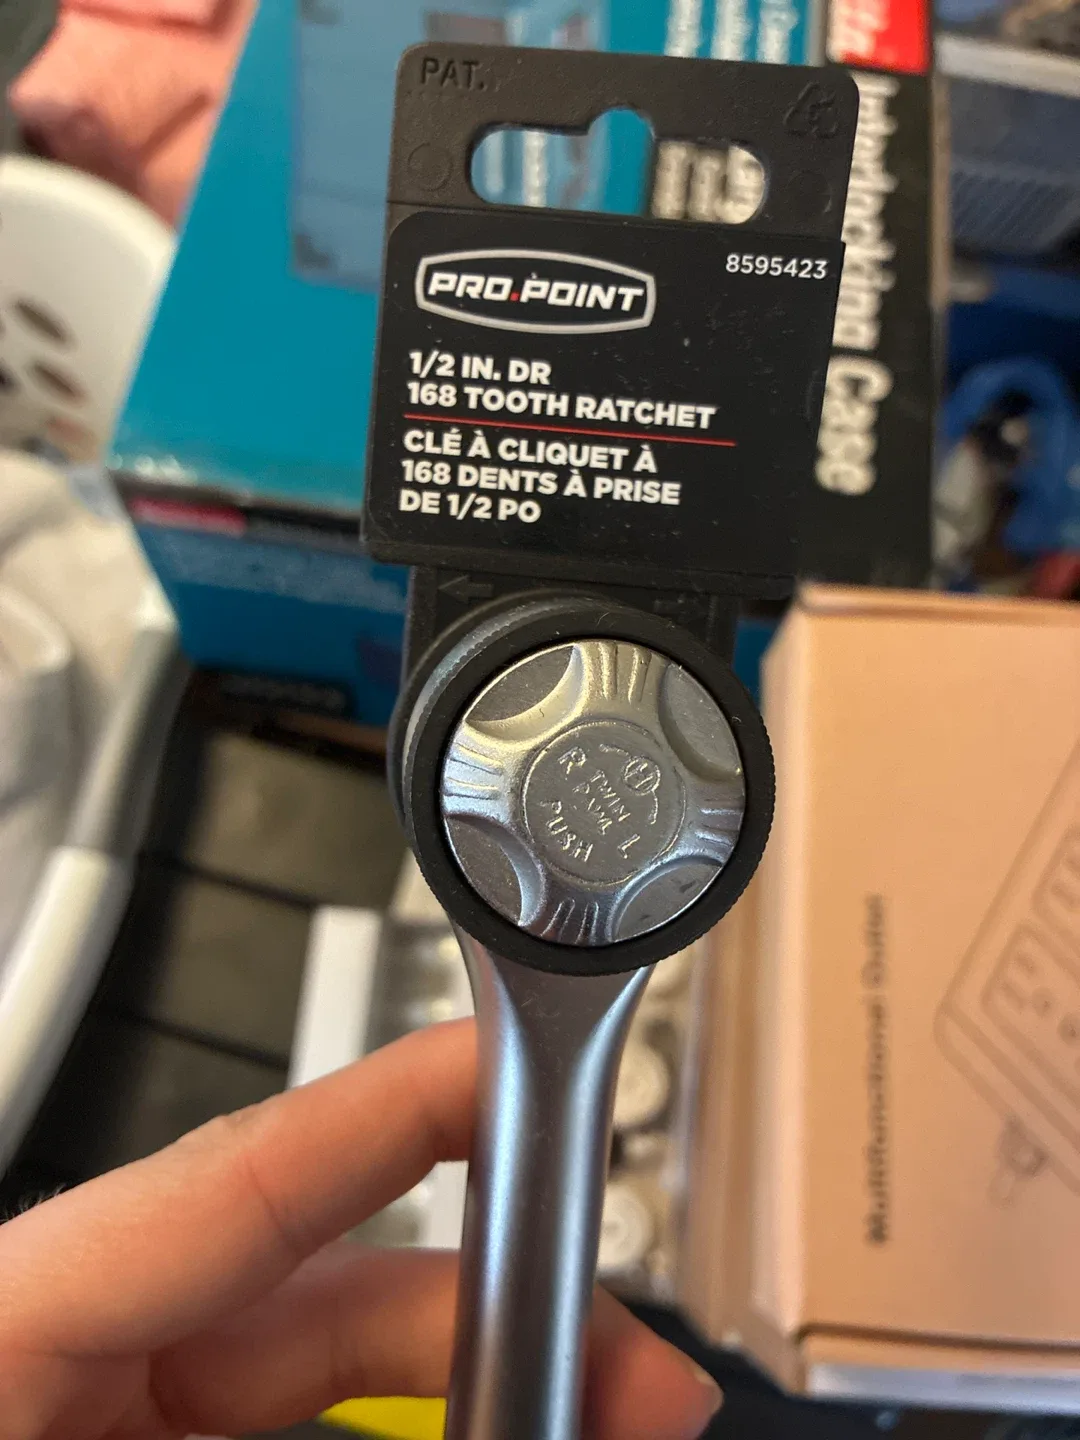 PAT.
PRO.POINT
8595423
1/2 IN. DR
168 TOOTH RATCHET
CLÉ À CLIQUET À
168 DENTS À PRISE
DE 1/2 PO
R
TWIN
PAWL
L
PUSH
Interlocking Case
Multifunctional